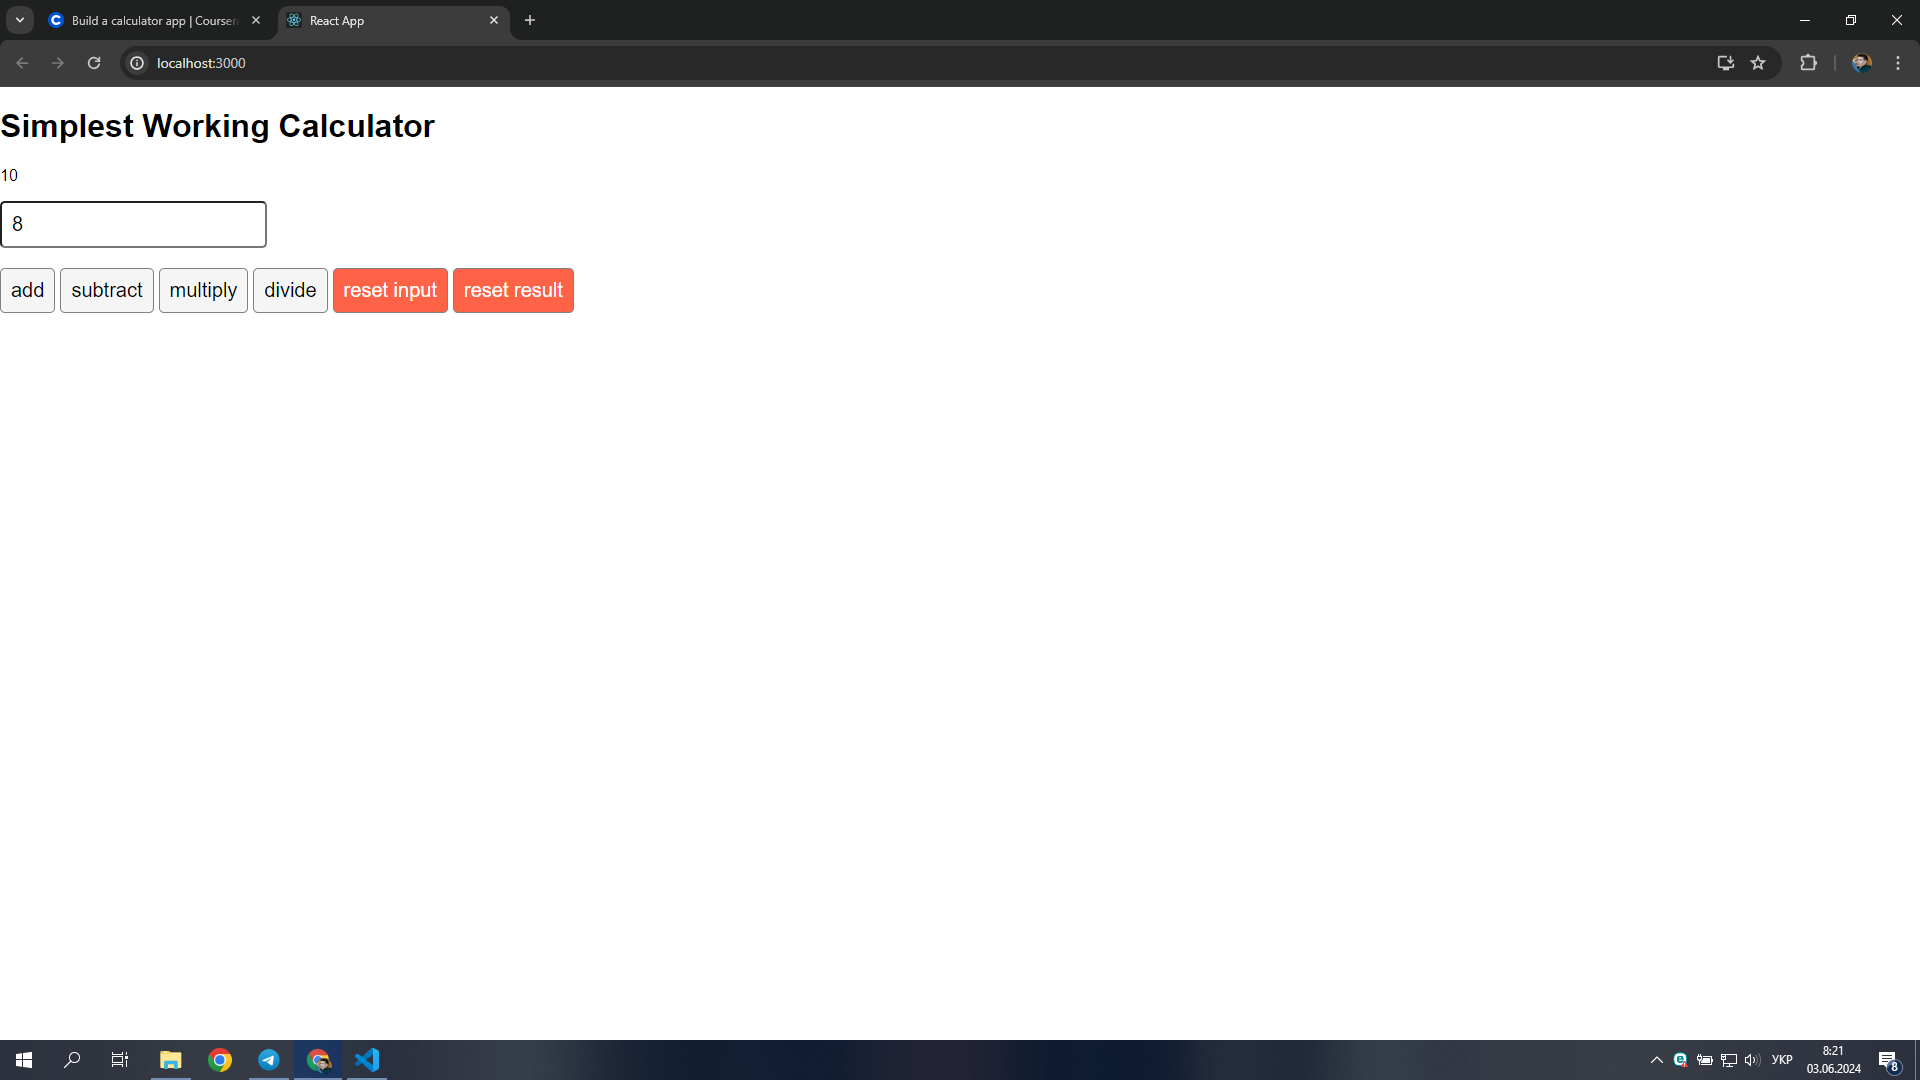 Build a calculator app | Courser
React App
localhost:3000
Simplest Working Calculator
10
8
add subtract multiply divide reset input reset result
УКР
8:21
03.06.2024
8